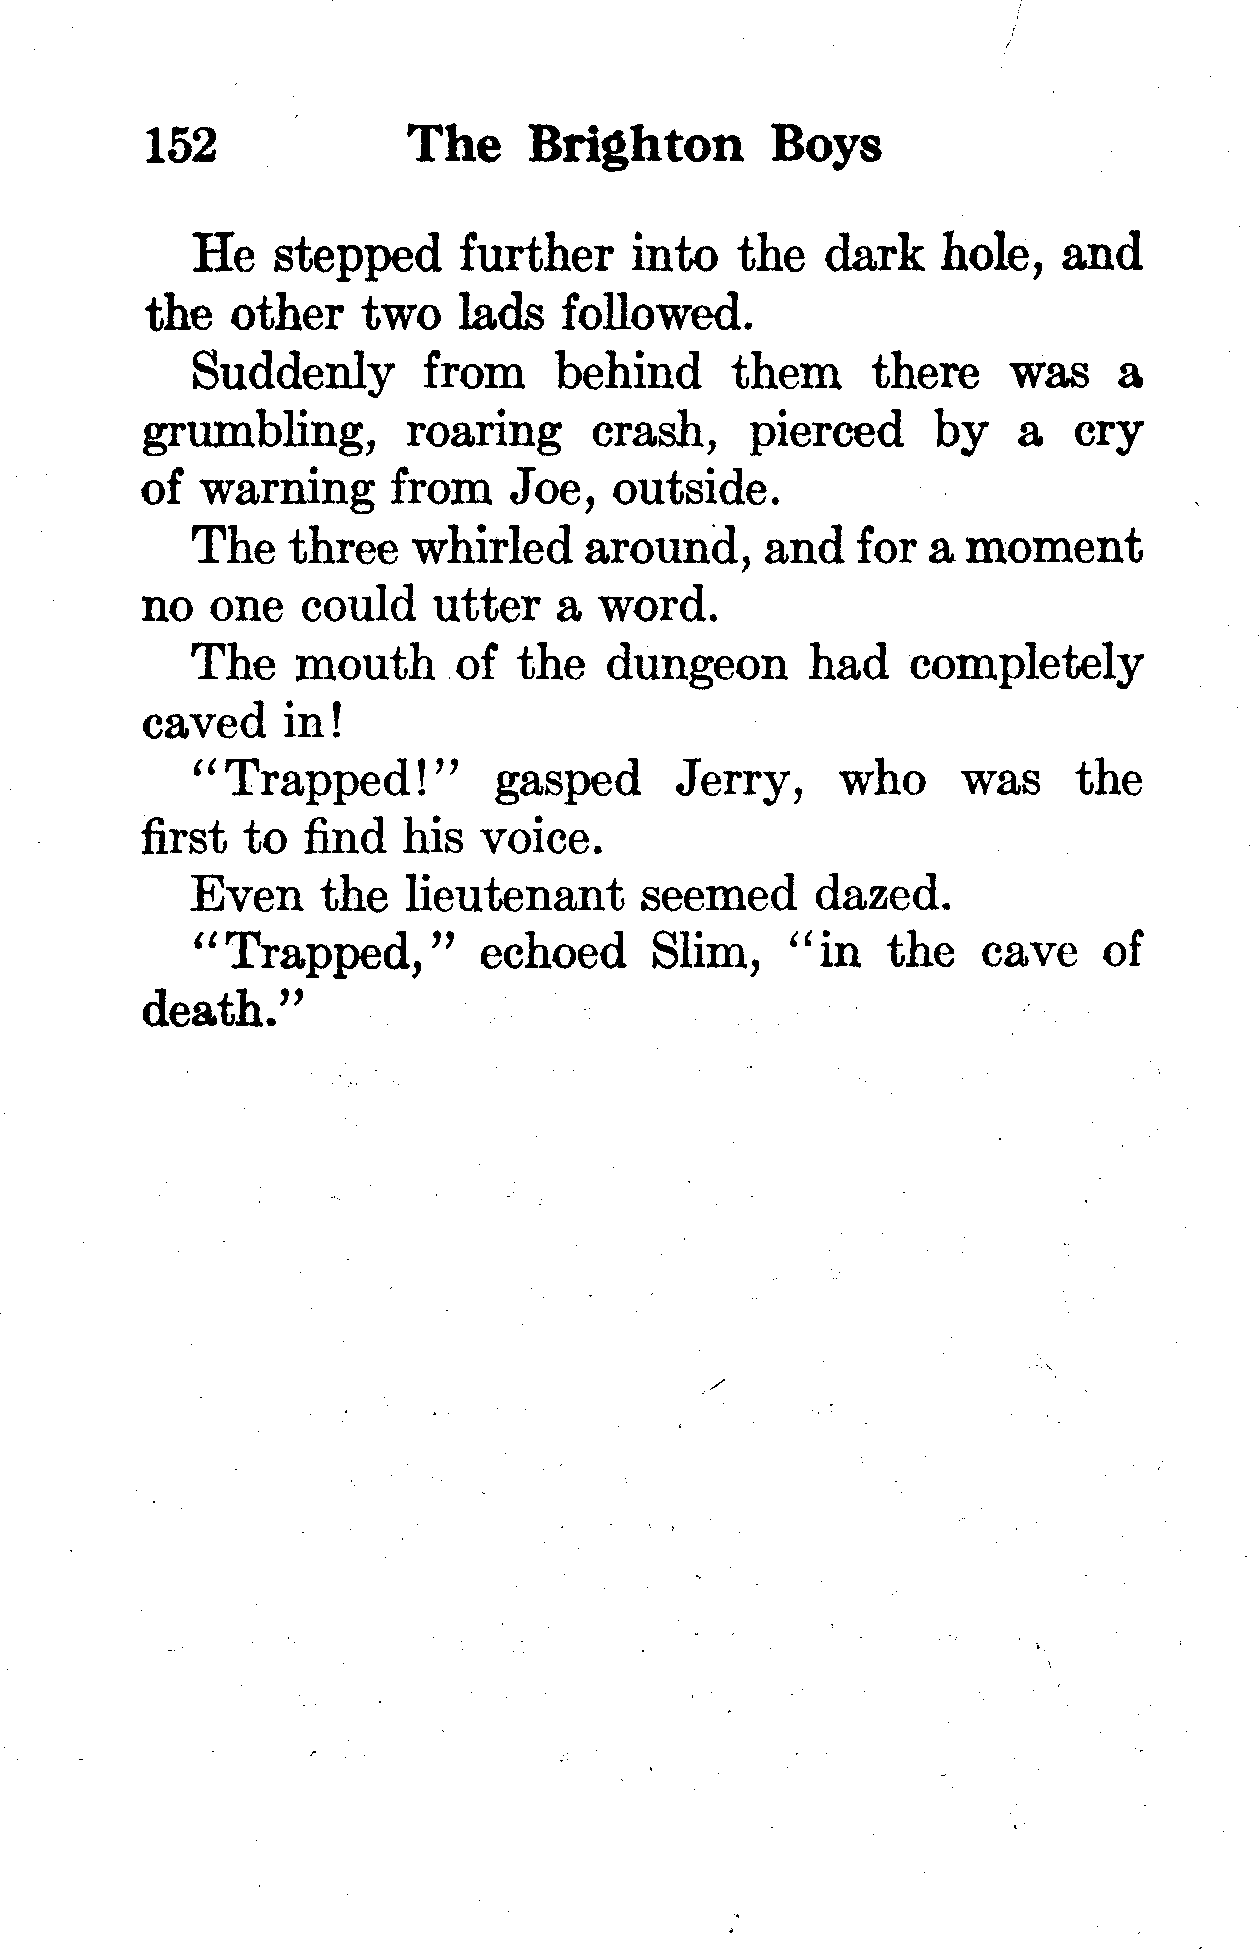 152 The Brighton Boys
He stepped further into the dark hole, and
the other two lads followed.
Suddenly from behind them there was a
grumbling, roaring crash, pierced by a cry
of warning from Joe, outside.
The three whirled around, and for a moment
no one could utter a word.
The mouth of the dungeon had completely
caved in!
“Trapped!” gasped Jerry, who was the
first to find his voice.
Even the lieutenant seemed dazed.
“Trapped,” echoed Slim, “in the cave of
death.”